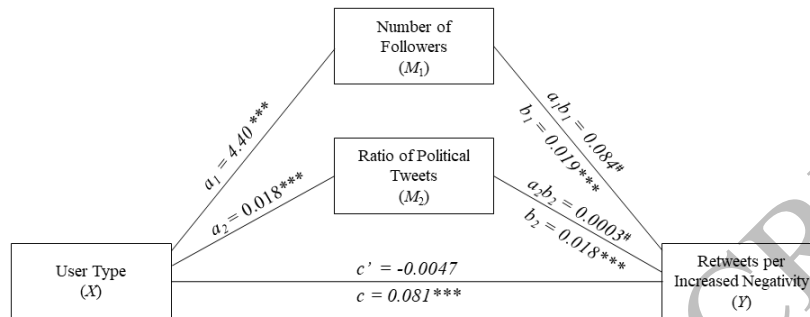 Number of
Followers
(M₁)
a₁ = 4.40***
a₁b₁ = 0.084#
b₁ = 0.019***
Ratio of Political
Tweets
(M₂)
a₂ = 0.018***
a₂b₂ = 0.0003#
b₂ = 0.018***
User Type
(X)
c’ = -0.0047
c = 0.081***
Retweets per
Increased Negativity
(Y)